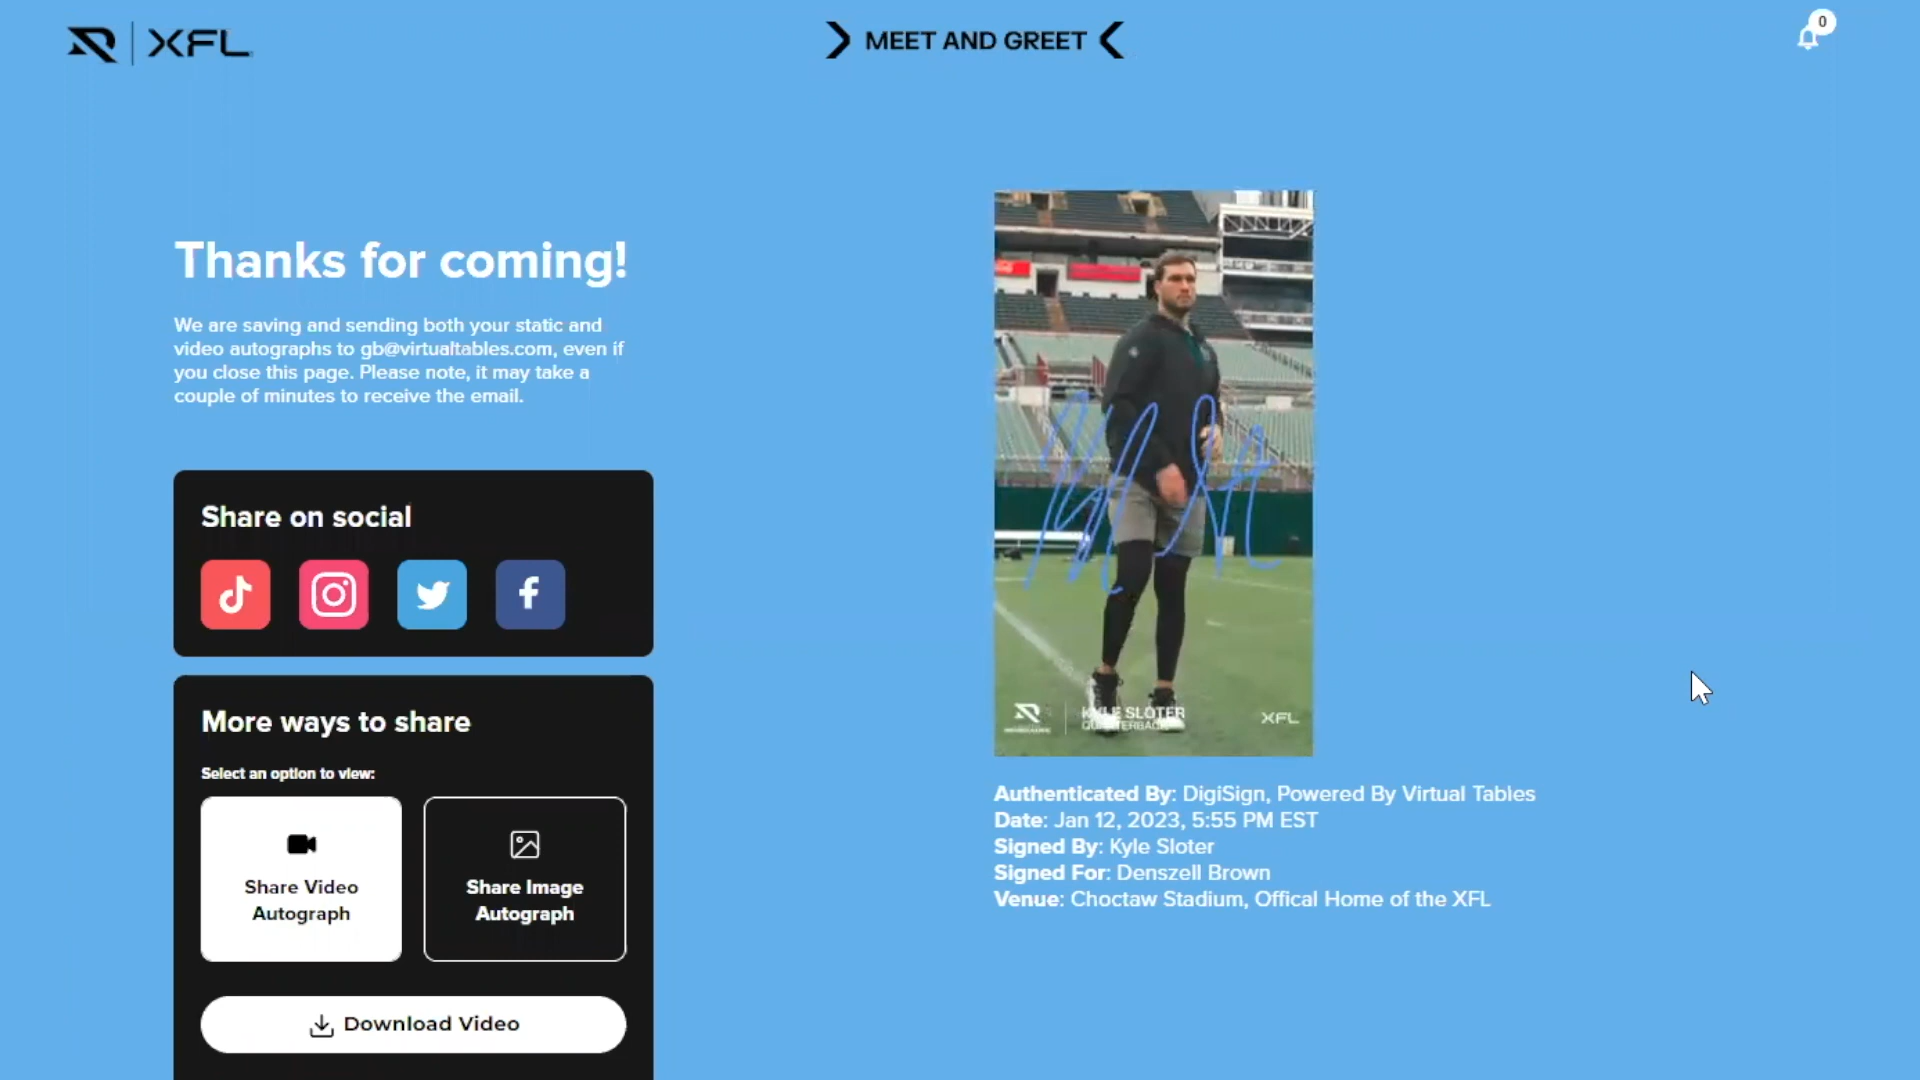 XFL
MEET AND GREET
0
Thanks for coming!
We are saving and sending both your static and
video autographs to gb@virtualtables.com, even if
you close this page. Please note, it may take a
couple of minutes to receive the email.
Share on social
More ways to share
Select an option to view:
Share Video
Autograph
Share Image
Autograph
Download Video
KYLE SLOTER
QUARTERBACK
XFL
Authenticated By: DigiSign, Powered By Virtual Tables
Date: Jan 12, 2023, 5:55 PM EST
Signed By: Kyle Sloter
Signed For: Denszell Brown
Venue: Choctaw Stadium, Offical Home of the XFL